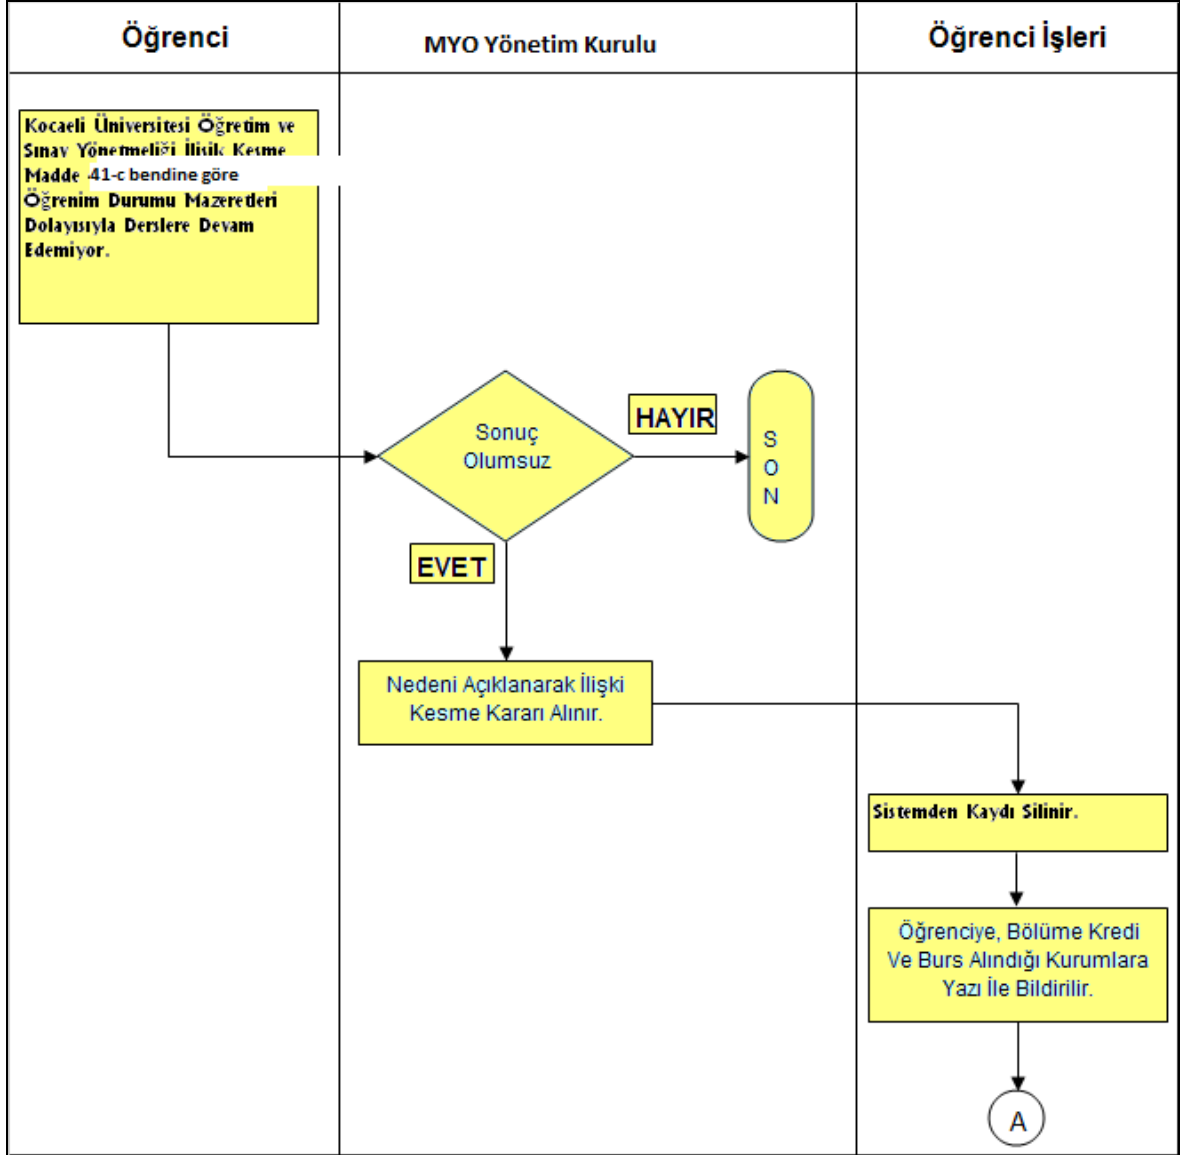 Öğrenci
MYO Yönetim Kurulu
Öğrenci İşleri
Kocaeli Üniversitesi Öğretim ve
Sınav Yönetmeliği İlişik Kesme
Madde 41-c bendine göre
Öğrenim Durumu Mazeretleri
Dolayısıyla Derslere Devam
Edemiyor.
Sonuç
Olumsuz
HAYIR
S
O
N
EVET
Nedeni Açıklanarak İlişki
Kesme Kararı Alınır.
Sistemden Kaydı Silinir.
Öğrenciye, Bölüme Kredi
Ve Burs Alındığı Kurumlara
Yazı İle Bildirilir.
A